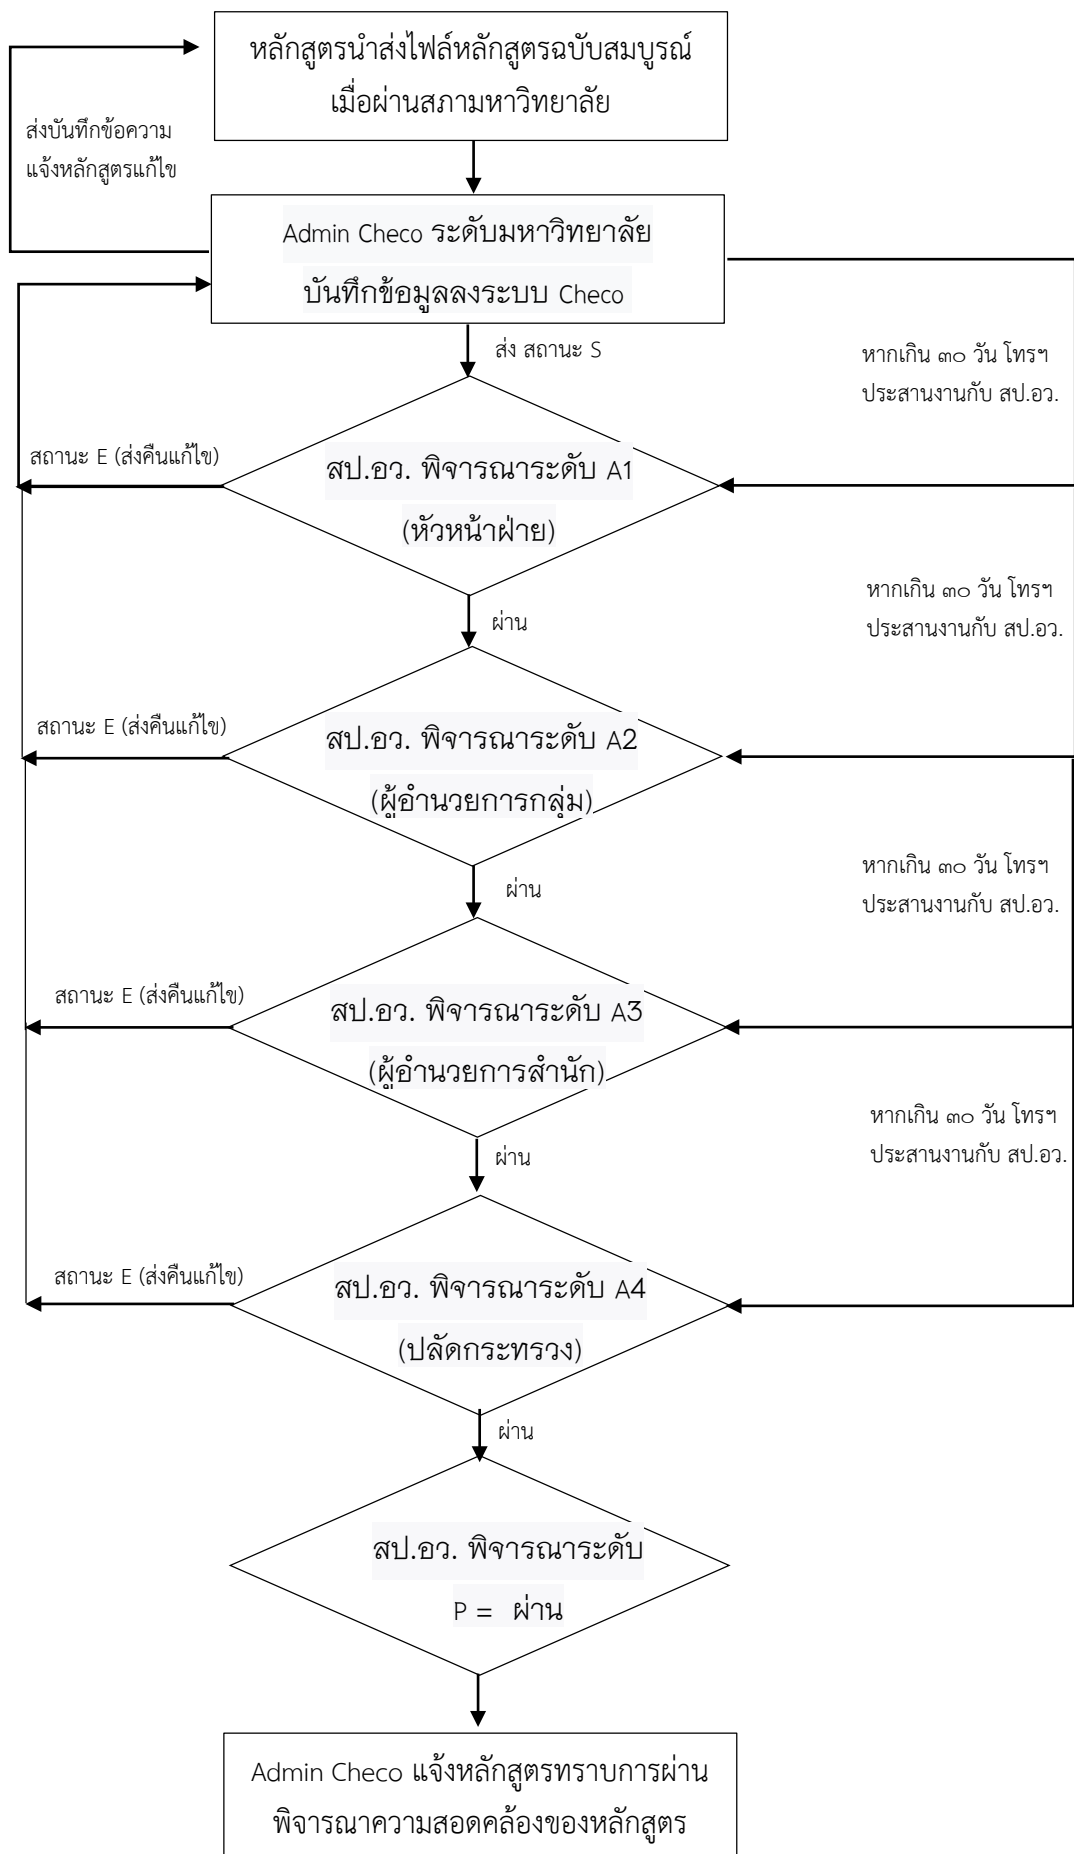 หลักสูตรนำส่งไฟล์หลักสูตรฉบับสมบูรณ์
เมื่อผ่านสภามหาวิทยาลัย
ส่งบันทึกข้อความ
แจ้งหลักสูตรแก้ไข
Admin Checo ระดับมหาวิทยาลัย
บันทึกข้อมูลลงระบบ Checo
ส่ง สถานะ S
หากเกิน ๓๐ วัน โทรฯ
ประสานงานกับ สป.อว.
สถานะ E (ส่งคืนแก้ไข)
สป.อว. พิจารณาระดับ A1
(หัวหน้าฝ่าย)
หากเกิน ๓๐ วัน โทรฯ
ประสานงานกับ สป.อว.
ผ่าน
สถานะ E (ส่งคืนแก้ไข)
สป.อว. พิจารณาระดับ A2
(ผู้อำนวยการกลุ่ม)
หากเกิน ๓๐ วัน โทรฯ
ประสานงานกับ สป.อว.
ผ่าน
สถานะ E (ส่งคืนแก้ไข)
สป.อว. พิจารณาระดับ A3
(ผู้อำนวยการสำนัก)
หากเกิน ๓๐ วัน โทรฯ
ประสานงานกับ สป.อว.
ผ่าน
สถานะ E (ส่งคืนแก้ไข)
สป.อว. พิจารณาระดับ A4
(ปลัดกระทรวง)
ผ่าน
สป.อว. พิจารณาระดับ
P = ผ่าน
Admin Checo แจ้งหลักสูตรทราบการผ่าน
พิจารณาความสอดคล้องของหลักสูตร